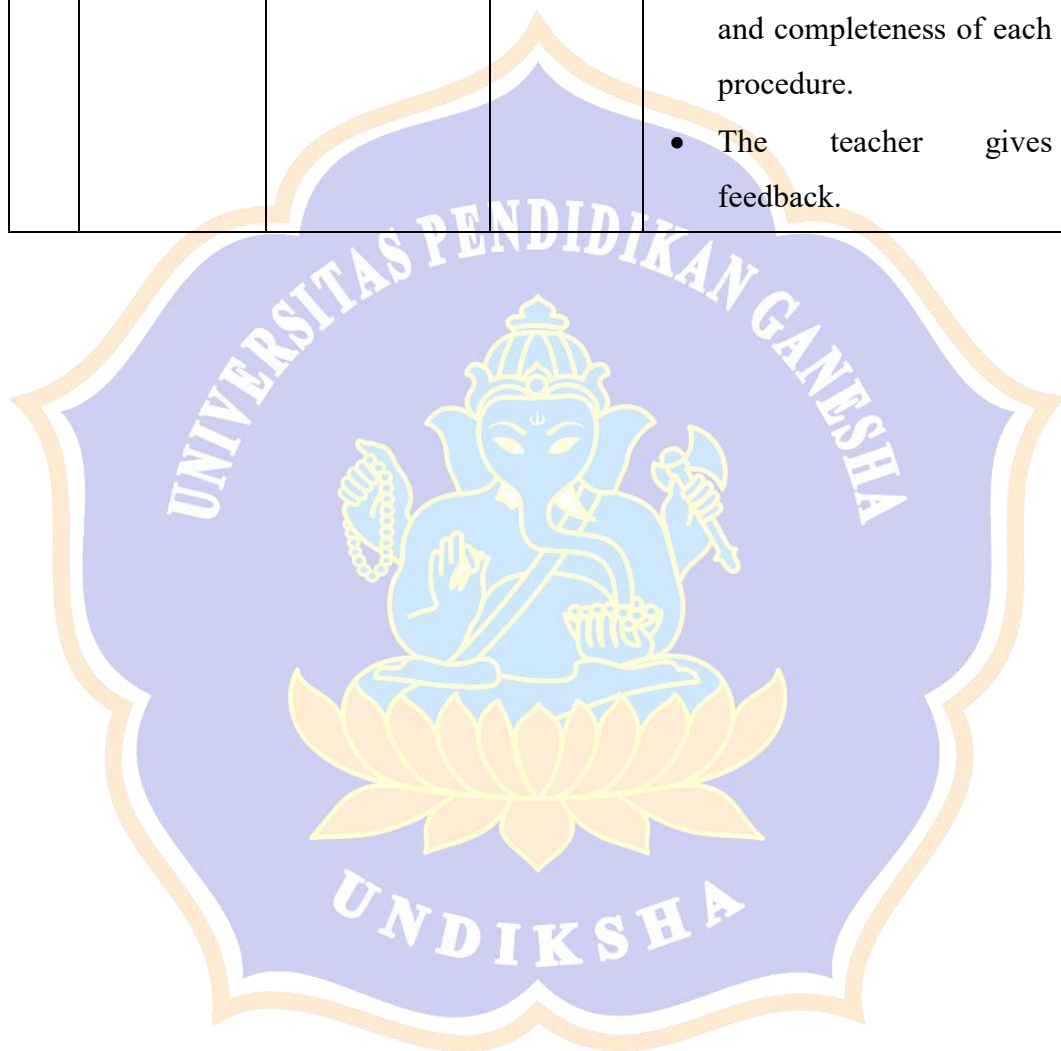 and completeness of each
procedure.
• The teacher gives
feedback.
UNIVERSITAS PENDIDIKAN GANESHA
UNDIKSHA